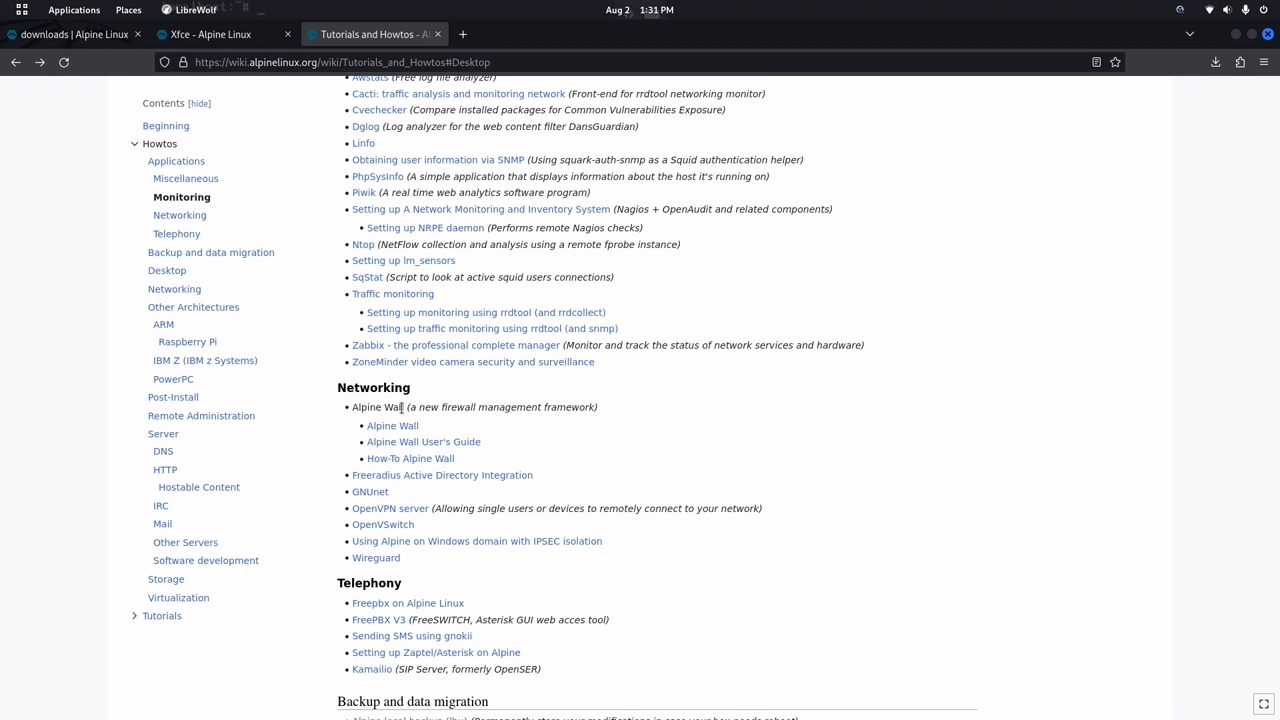 Applications Places LibreWolf Aug 2 1:31 PM
downloads | Alpine Linux
Xfce - Alpine Linux
Tutorials and Howtos - Al
https://wiki.alpinelinux.org/wiki/Tutorials_and_Howtos#Desktop
Contents [hide]
Beginning
Howtos
Applications
Miscellaneous
Monitoring
Networking
Telephony
Backup and data migration
Desktop
Networking
Other Architectures
ARM
Raspberry Pi
IBM Z (IBM z Systems)
PowerPC
Post-Install
Remote Administration
Server
DNS
HTTP
Hostable Content
IRC
Mail
Other Servers
Software development
Storage
Virtualization
Tutorials
Awstats (Free log file analyzer)
Cacti: traffic analysis and monitoring network (Front-end for rrdtool networking monitor)
Cvechecker (Compare installed packages for Common Vulnerabilities Exposure)
Dglog (Log analyzer for the web content filter DansGuardian)
Linfo
Obtaining user information via SNMP (Using squark-auth-snmp as a Squid authentication helper)
PhpSysInfo (A simple application that displays information about the host it's running on)
Piwik (A real time web analytics software program)
Setting up A Network Monitoring and Inventory System (Nagios + OpenAudit and related components)
Setting up NRPE daemon (Performs remote Nagios checks)
Ntop (NetFlow collection and analysis using a remote fprobe instance)
Setting up lm_sensors
SqStat (Script to look at active squid users connections)
Traffic monitoring
Setting up monitoring using rrdtool (and rrdcollect)
Setting up traffic monitoring using rrdtool (and snmp)
Zabbix - the professional complete manager (Monitor and track the status of network services and hardware)
ZoneMinder video camera security and surveillance
Networking
Alpine Wall (a new firewall management framework)
Alpine Wall
Alpine Wall User's Guide
How-To Alpine Wall
Freeradius Active Directory Integration
GNUnet
OpenVPN server (Allowing single users or devices to remotely connect to your network)
OpenVSwitch
Using Alpine on Windows domain with IPSEC isolation
Wireguard
Telephony
Freepbx on Alpine Linux
FreePBX V3 (FreeSWITCH, Asterisk GUI web acces tool)
Sending SMS using gnokii
Setting up Zaptel/Asterisk on Alpine
Kamailio (SIP Server, formerly OpenSER)
Backup and data migration
Alpine local backup (lbu) (Permanently store your modifications in case your box needs reboot)